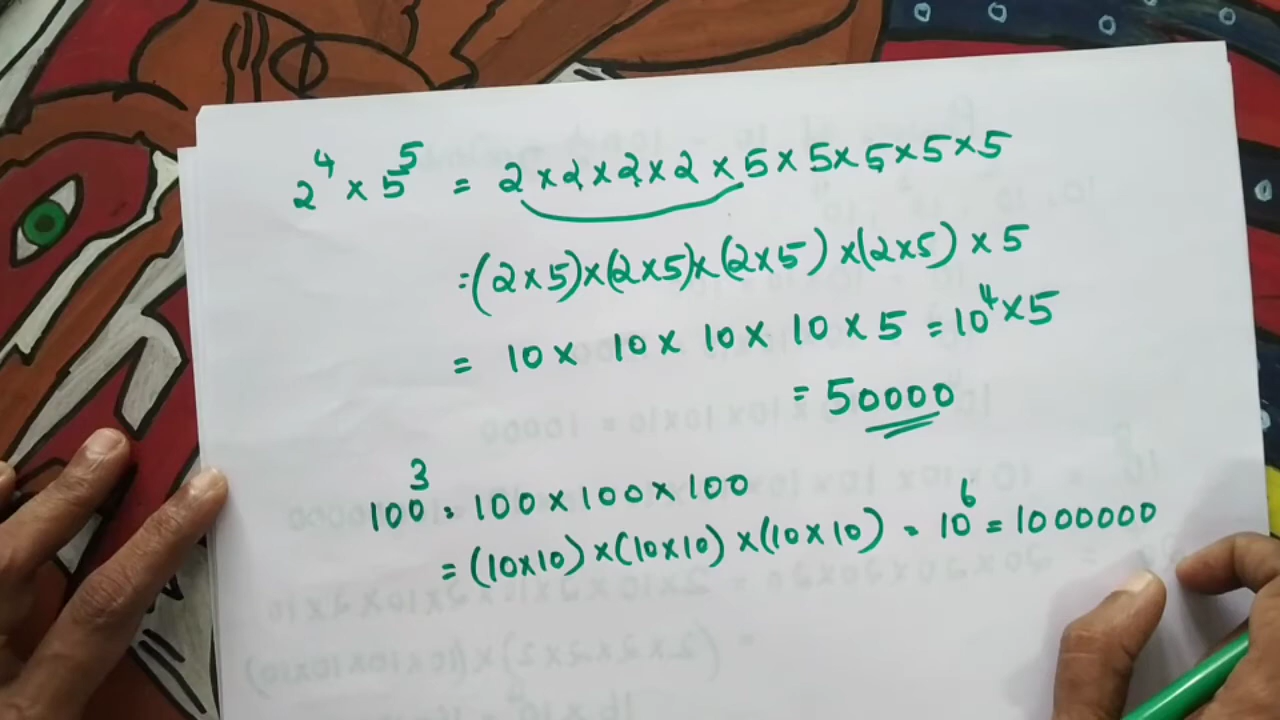 2⁴ × 5⁵ = 2 × 2 × 2 × 2 × 5 × 5 × 5 × 5 × 5
= (2 × 5) × (2 × 5) × (2 × 5) × (2 × 5) × 5
= 10 × 10 × 10 × 10 × 5 = 10⁴ × 5
= 50000
100³ = 100 × 100 × 100
= (10×10) × (10×10) × (10×10) = 10⁶ = 1000000